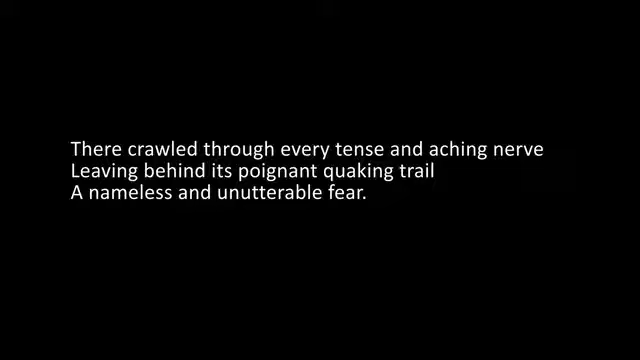 There crawled through every tense and aching nerve
Leaving behind its poignant quaking trail
A nameless and unutterable fear.